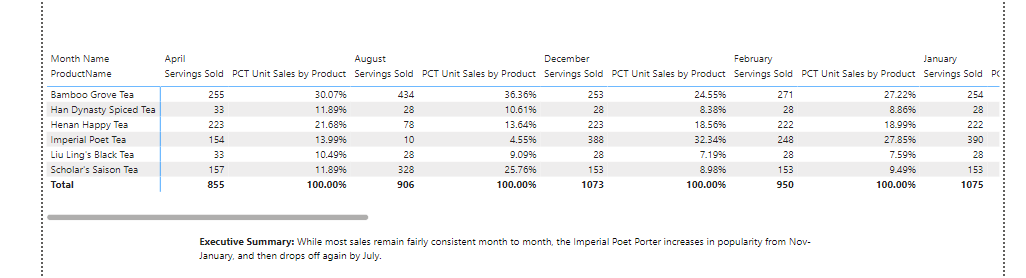 Month Name April August December February January
ProductName Servings Sold PCT Unit Sales by Product Servings Sold PCT Unit Sales by Product Servings Sold PCT Unit Sales by Product Servings Sold PCT Unit Sales by Product Servings Sold
Bamboo Grove Tea 255 30.07% 434 36.36% 253 24.55% 271 27.22% 254
Han Dynasty Spiced Tea 33 11.89% 28 10.61% 28 8.38% 28 8.86% 28
Henan Happy Tea 223 21.68% 78 13.64% 223 18.56% 222 18.99% 222
Imperial Poet Tea 154 13.99% 10 4.55% 388 32.34% 248 27.85% 390
Liu Ling's Black Tea 33 10.49% 28 9.09% 28 7.19% 28 7.59% 28
Scholar's Saison Tea 157 11.89% 328 25.76% 153 8.98% 153 9.49% 153
Total 855 100.00% 906 100.00% 1073 100.00% 950 100.00% 1075
Executive Summary: While most sales remain fairly consistent month to month, the Imperial Poet Porter increases in popularity from Nov-
January, and then drops off again by July.